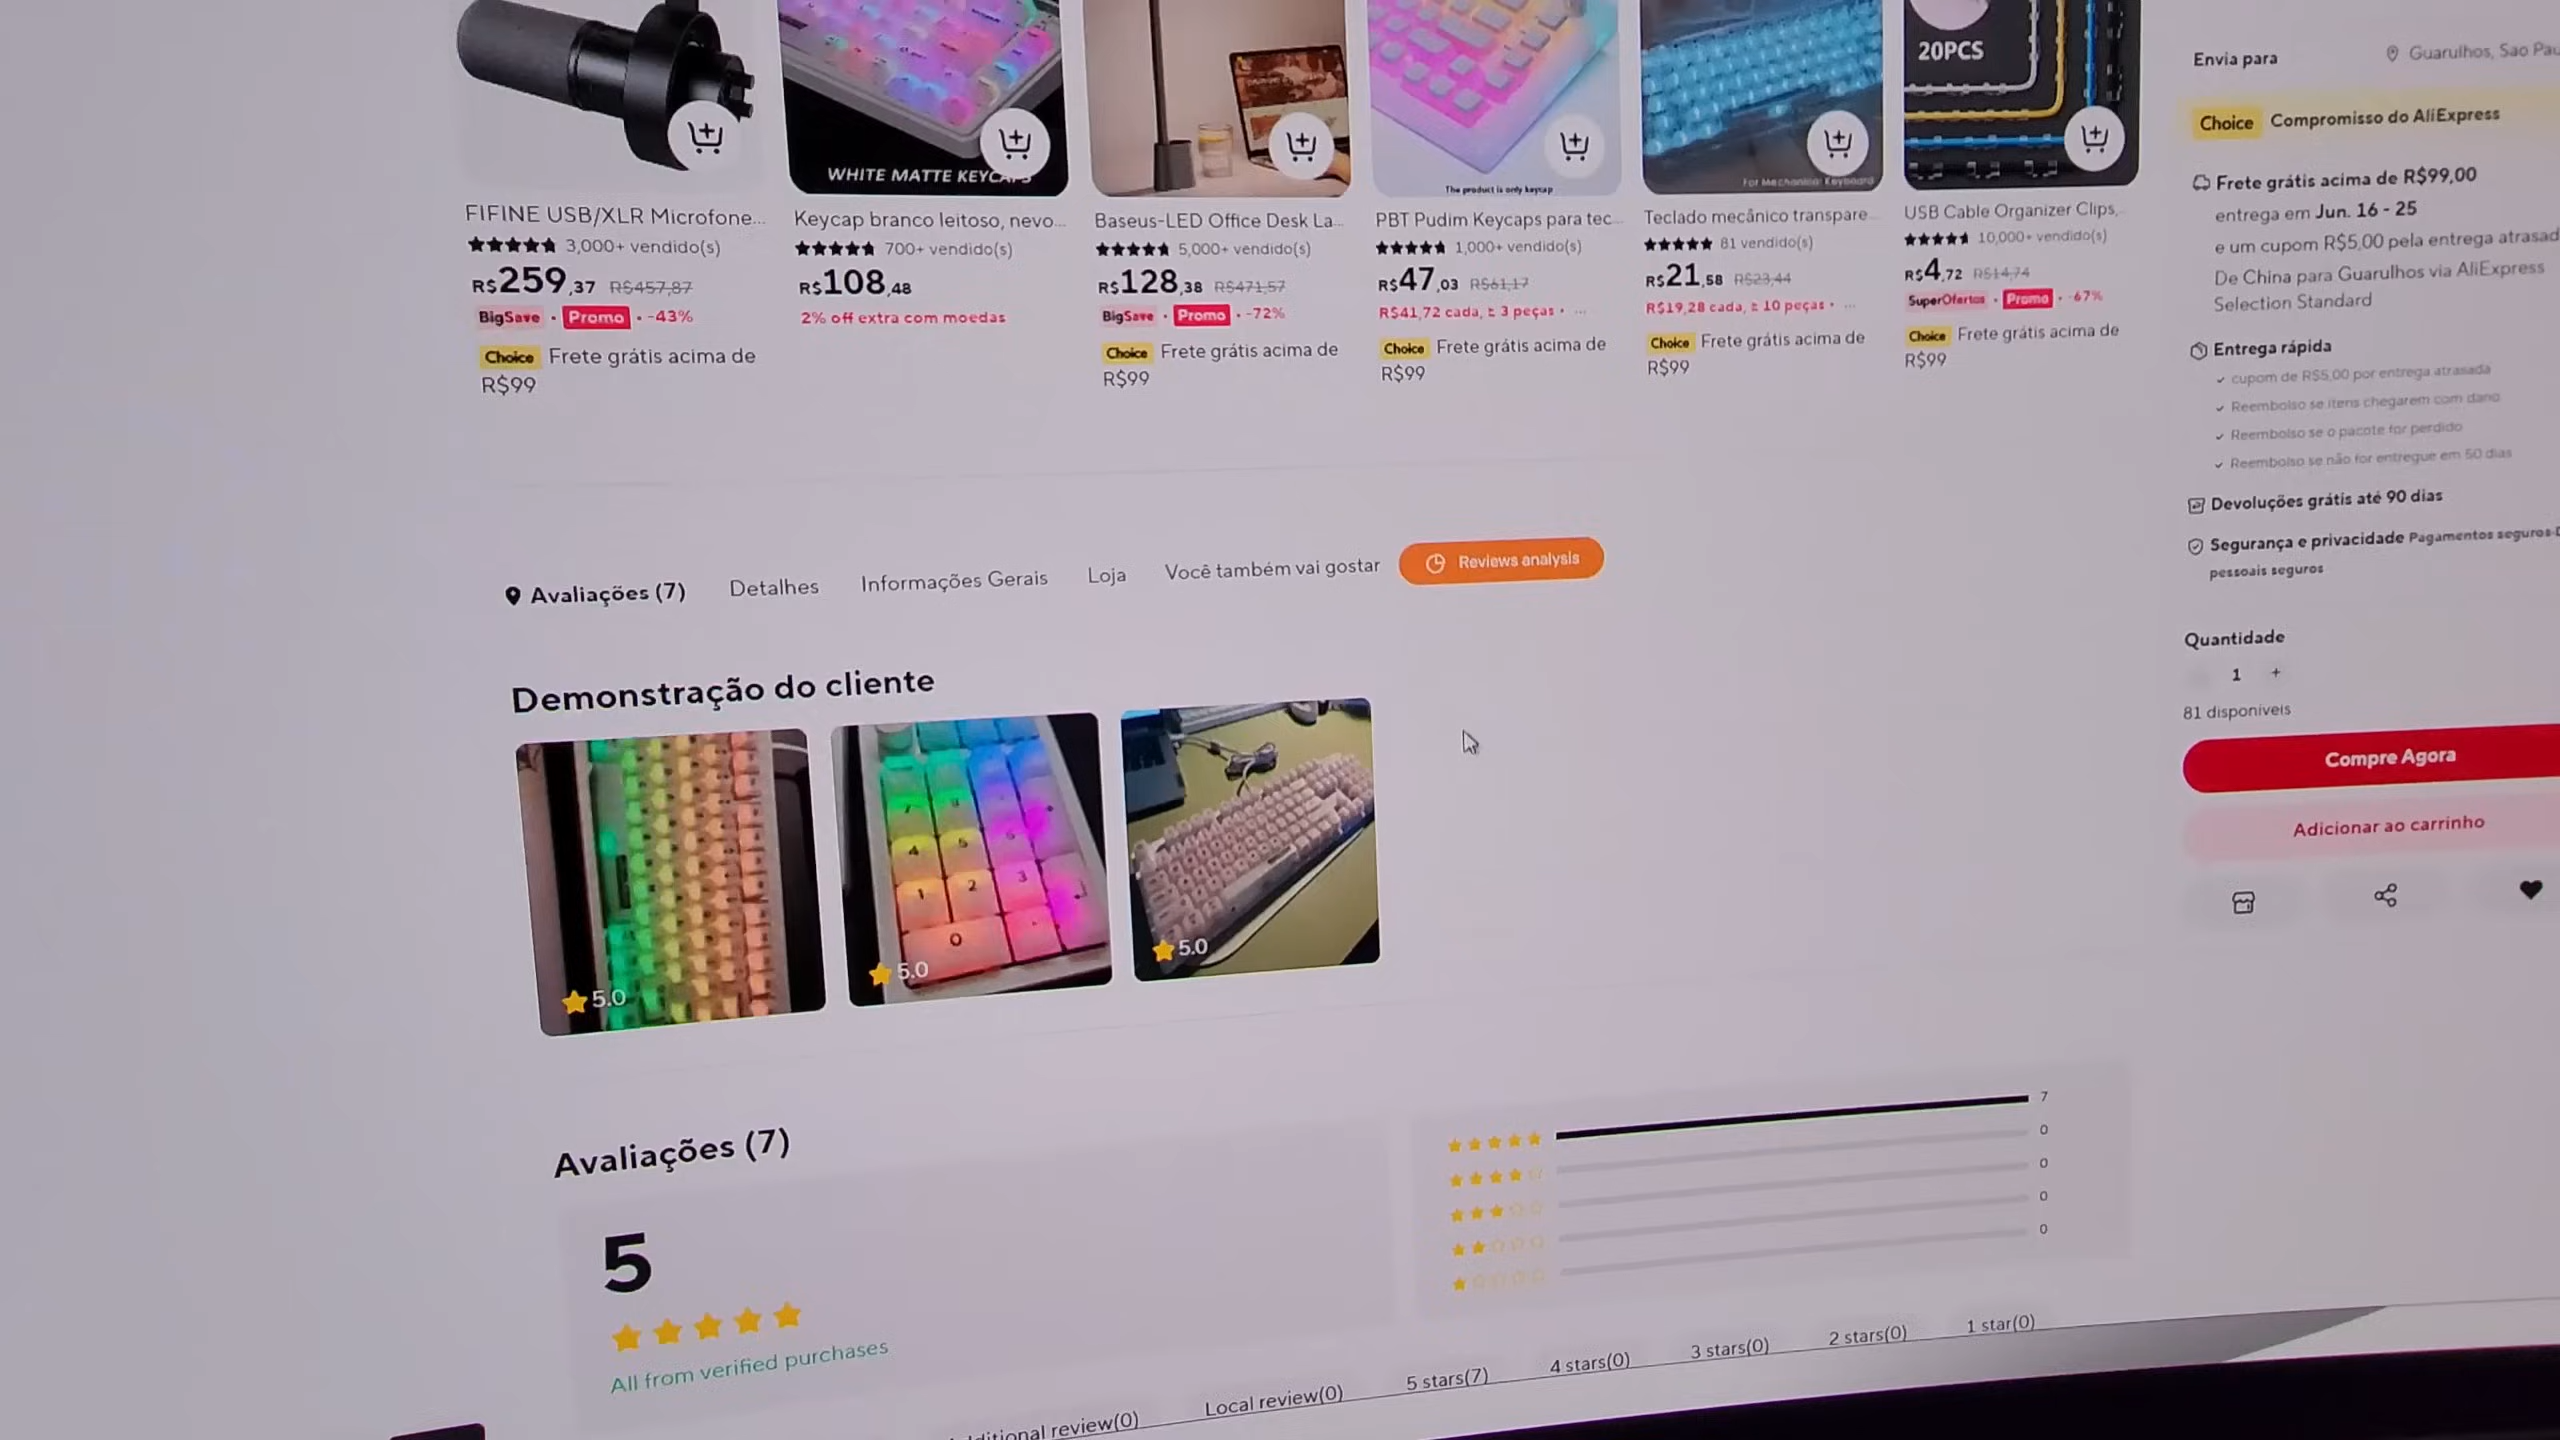 20PCS
WHITE MATTE KEYCAPS
The product is only keycap
For Mechanical Keyboard
FIFINE USB/XLR Microfone...
3,000+ vendido(s)
R$259,37 R$457,87
BigSave · Promo · -43%
Choice Frete grátis acima de
R$99
Keycap branco leitoso, nevo...
700+ vendido(s)
R$108,48
2% off extra com moedas
Baseus-LED Office Desk La...
5,000+ vendido(s)
R$128,38 R$471,57
BigSave · Promo · -72%
Choice Frete grátis acima de
R$99
PBT Pudim Keycaps para tec...
1,000+ vendido(s)
R$47,03 R$61,17
R$41,72 cada, ≥ 3 peças · ...
Choice Frete grátis acima de
R$99
Teclado mecânico transpare...
81 vendido(s)
R$21,58 R$23,44
R$19,28 cada, ≥ 10 peças · ...
Choice Frete grátis acima de
R$99
USB Cable Organizer Clips,...
10,000+ vendido(s)
R$4,72 R$14,74
SuperOfertas · Promo · -67%
Choice Frete grátis acima de
R$99
Envia para
Guarulhos, Sao Pau
Choice Compromisso do AliExpress
Frete grátis acima de R$99,00
entrega em Jun. 16 - 25
e um cupom R$5,00 pela entrega atrasad
De China para Guarulhos via AliExpress
Selection Standard
Entrega rápida
cupom de R$5,00 por entrega atrasada
Reembolso se itens chegarem com dano
Reembolso se o pacote for perdido
Reembolso se não for entregue em 60 dias
Devoluções grátis até 90 dias
Segurança e privacidade Pagamentos seguros·D
pessoais seguros
Quantidade
1 +
81 disponíveis
Compre Agora
Adicionar ao carrinho
Avaliações (7) Detalhes Informações Gerais Loja Você também vai gostar Reviews analysis
Demonstração do cliente
5.0
5.0
5.0
4 5 6
1 2 3
0
Avaliações (7)
5
All from verified purchases
7
0
0
0
0
Additional review(0) Local review(0) 5 stars(7) 4 stars(0) 3 stars(0) 2 stars(0) 1 star(0)